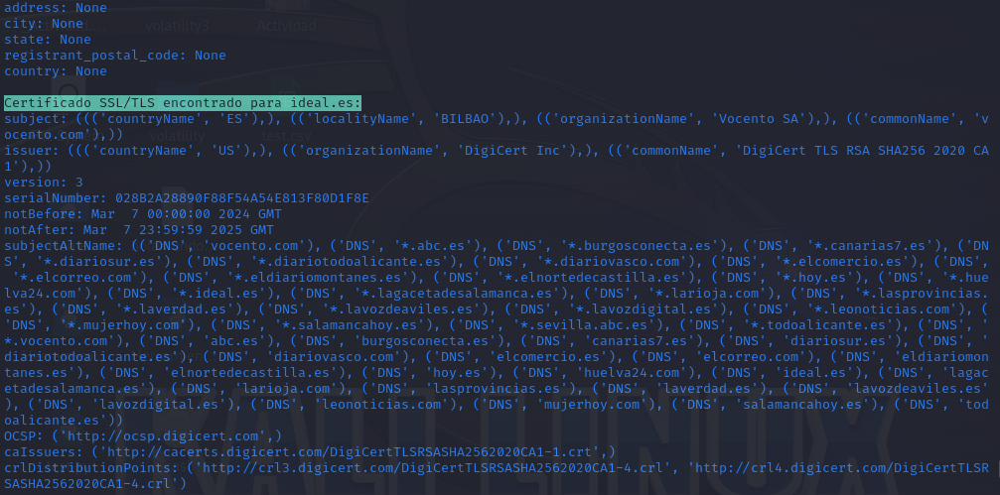 address: None
city: None
state: None
registrant_postal_code: None
country: None
Certificado SSL/TLS encontrado para ideal.es:
subject: ((('countryName', 'ES'),), (('localityName', 'BILBAO'),), (('organizationName', 'Vocento SA'),), (('commonName', 'v
ocento.com'),))
issuer: ((('countryName', 'US'),), (('organizationName', 'DigiCert Inc'),), (('commonName', 'DigiCert TLS RSA SHA256 2020 CA
1'),))
version: 3
serialNumber: 028B2A28890F88F54A54E813F80D1F8E
notBefore: Mar  7 00:00:00 2024 GMT
notAfter: Mar  7 23:59:59 2025 GMT
subjectAltName: (('DNS', 'vocento.com'), ('DNS', '*.abc.es'), ('DNS', '*.burgosconecta.es'), ('DNS', '*.canarias7.es'), ('DN
S', '*.diariosur.es'), ('DNS', '*.diariotodoalicante.es'), ('DNS', '*.diariovasco.com'), ('DNS', '*.elcomercio.es'), ('DNS',
'*.elcorreo.com'), ('DNS', '*.eldiariomontanes.es'), ('DNS', '*.elnortedecastilla.es'), ('DNS', '*.hoy.es'), ('DNS', '*.hue
lva24.com'), ('DNS', '*.ideal.es'), ('DNS', '*.lagacetadesalamanca.es'), ('DNS', '*.larioja.com'), ('DNS', '*.lasprovincias.
es'), ('DNS', '*.laverdad.es'), ('DNS', '*.lavozdeaviles.es'), ('DNS', '*.lavozdigital.es'), ('DNS', '*.leonoticias.com'), (
'DNS', '*.mujerhoy.com'), ('DNS', '*.salamancahoy.es'), ('DNS', '*.sevilla.abc.es'), ('DNS', '*.todoalicante.es'), ('DNS', '
*.vocento.com'), ('DNS', 'abc.es'), ('DNS', 'burgosconecta.es'), ('DNS', 'canarias7.es'), ('DNS', 'diariosur.es'), ('DNS', '
diariotodoalicante.es'), ('DNS', 'diariovasco.com'), ('DNS', 'elcomercio.es'), ('DNS', 'elcorreo.com'), ('DNS', 'eldiariomon
tanes.es'), ('DNS', 'elnortedecastilla.es'), ('DNS', 'hoy.es'), ('DNS', 'huelva24.com'), ('DNS', 'ideal.es'), ('DNS', 'lagac
etadesalamanca.es'), ('DNS', 'larioja.com'), ('DNS', 'lasprovincias.es'), ('DNS', 'laverdad.es'), ('DNS', 'lavozdeaviles.es'
), ('DNS', 'lavozdigital.es'), ('DNS', 'leonoticias.com'), ('DNS', 'mujerhoy.com'), ('DNS', 'salamancahoy.es'), ('DNS', 'tod
oalicante.es'))
OCSP: ('http://ocsp.digicert.com',)
caIssuers: ('http://cacerts.digicert.com/DigiCertTLSRSASHA2562020CA1-1.crt',)
crlDistributionPoints: ('http://crl3.digicert.com/DigiCertTLSRSASHA2562020CA1-4.crl', 'http://crl4.digicert.com/DigiCertTLSR
SASHA2562020CA1-4.crl')
volatility3
Actividad
volatility
test.csv
KALI LINUX